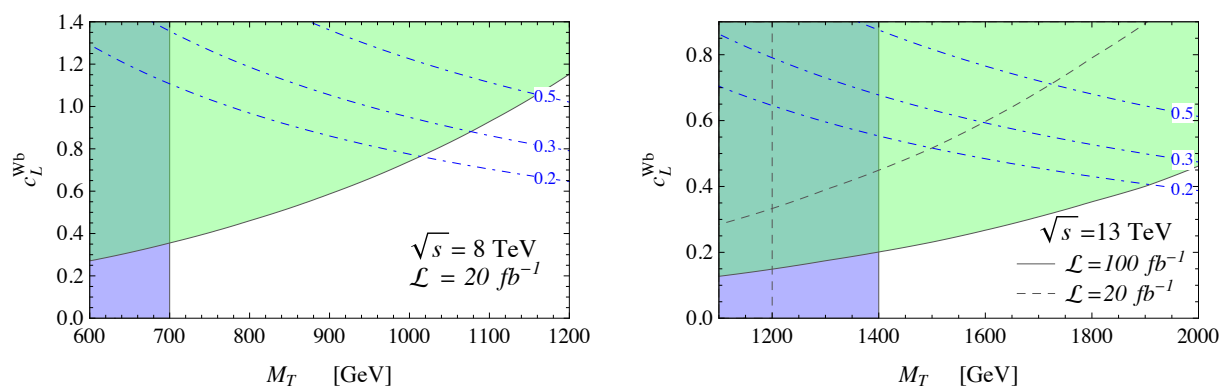 1.4
1.2
1.0
0.8
0.6
0.4
0.2
0.0
c_L^Wb
0.5
0.3
0.2
√s = 8 TeV
ℒ = 20 fb⁻¹
600 700 800 900 1000 1100 1200
M_T [GeV]
0.8
0.6
0.4
0.2
0.0
c_L^Wb
0.5
0.3
0.2
√s =13 TeV
ℒ =100 fb⁻¹
ℒ =20 fb⁻¹
1200 1400 1600 1800 2000
M_T [GeV]